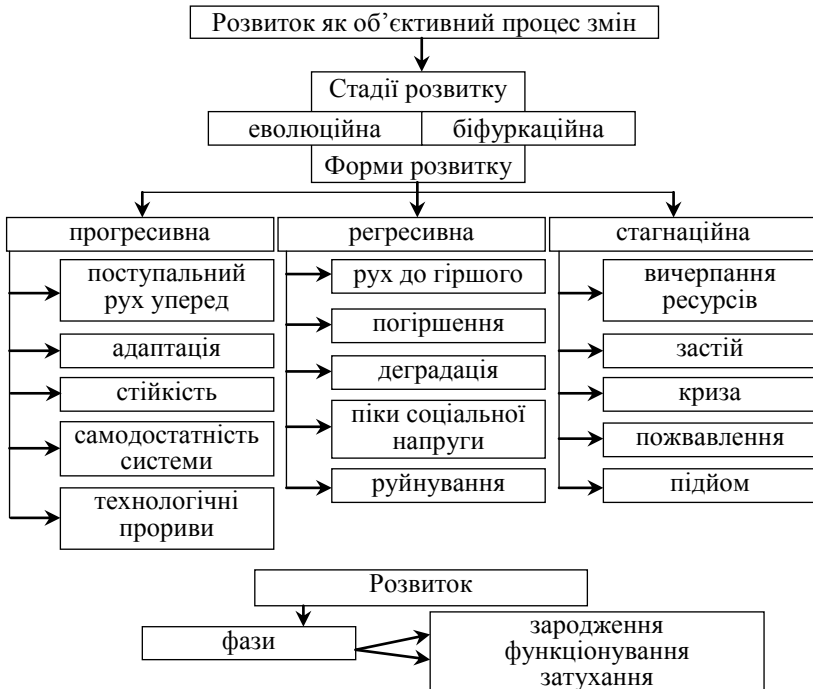 Розвиток як об’єктивний процес змін
Стадії розвитку
еволюційна
біфуркаційна
Форми розвитку
прогресивна
поступальний
рух уперед
адаптація
стійкість
самодостатність
системи
технологічні
прориви
регресивна
рух до гіршого
погіршення
деградація
піки соціальної
напруги
руйнування
стагнаційна
вичерпання
ресурсів
застій
криза
пожвавлення
підйом
Розвиток
фази
зародження
функціонування
затухання